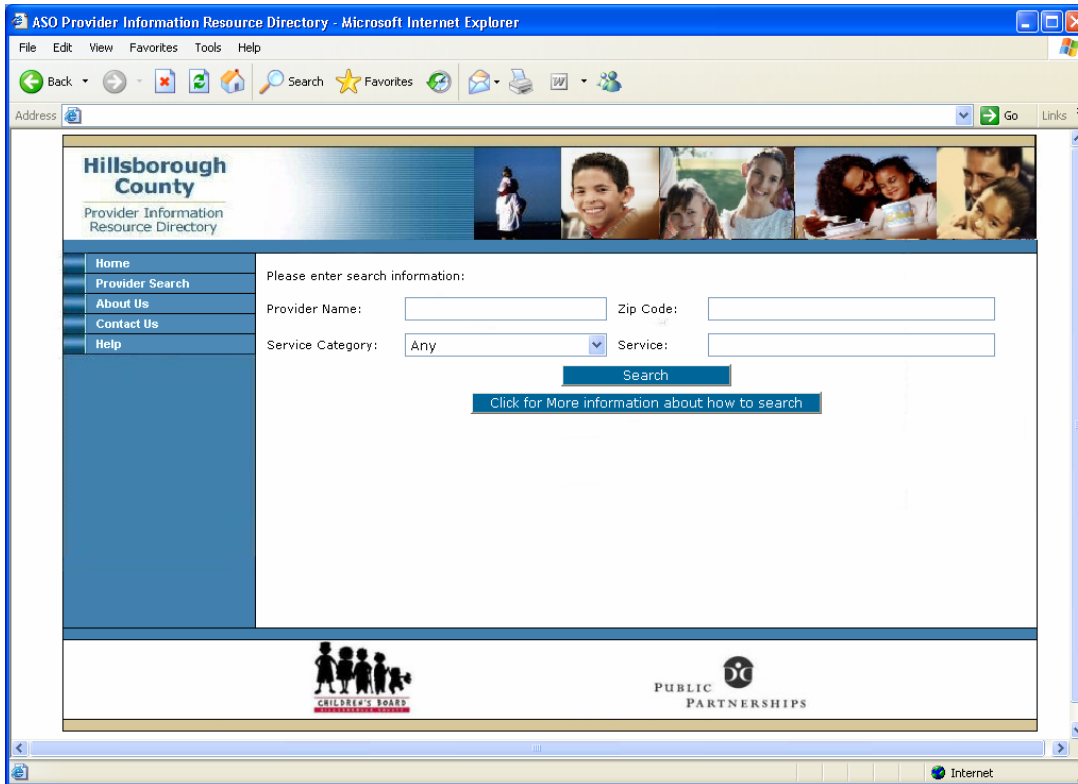 ASO Provider Information Resource Directory - Microsoft Internet Explorer
File Edit View Favorites Tools Help
Back Search Favorites
Address Go Links
Hillsborough
County
Provider Information
Resource Directory
Home
Provider Search
About Us
Contact Us
Help
Please enter search information:
Provider Name: Zip Code:
Service Category: Any Service:
Search
Click for More information about how to search
CHILDREN'S BOARD
HILLSBOROUGH COUNTY
PUBLIC
PARTNERSHIPS
Internet